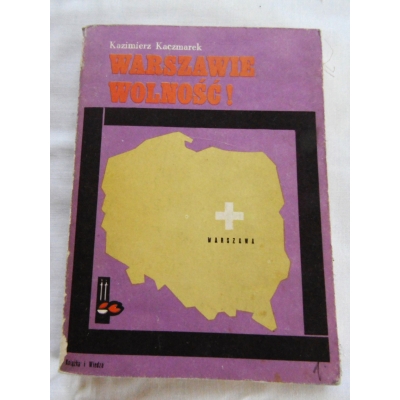 Kazimierz Kaczmarek
WARSZAWIE
WOLNOŚĆ!
WARSZAWA
Książka i Wiedza